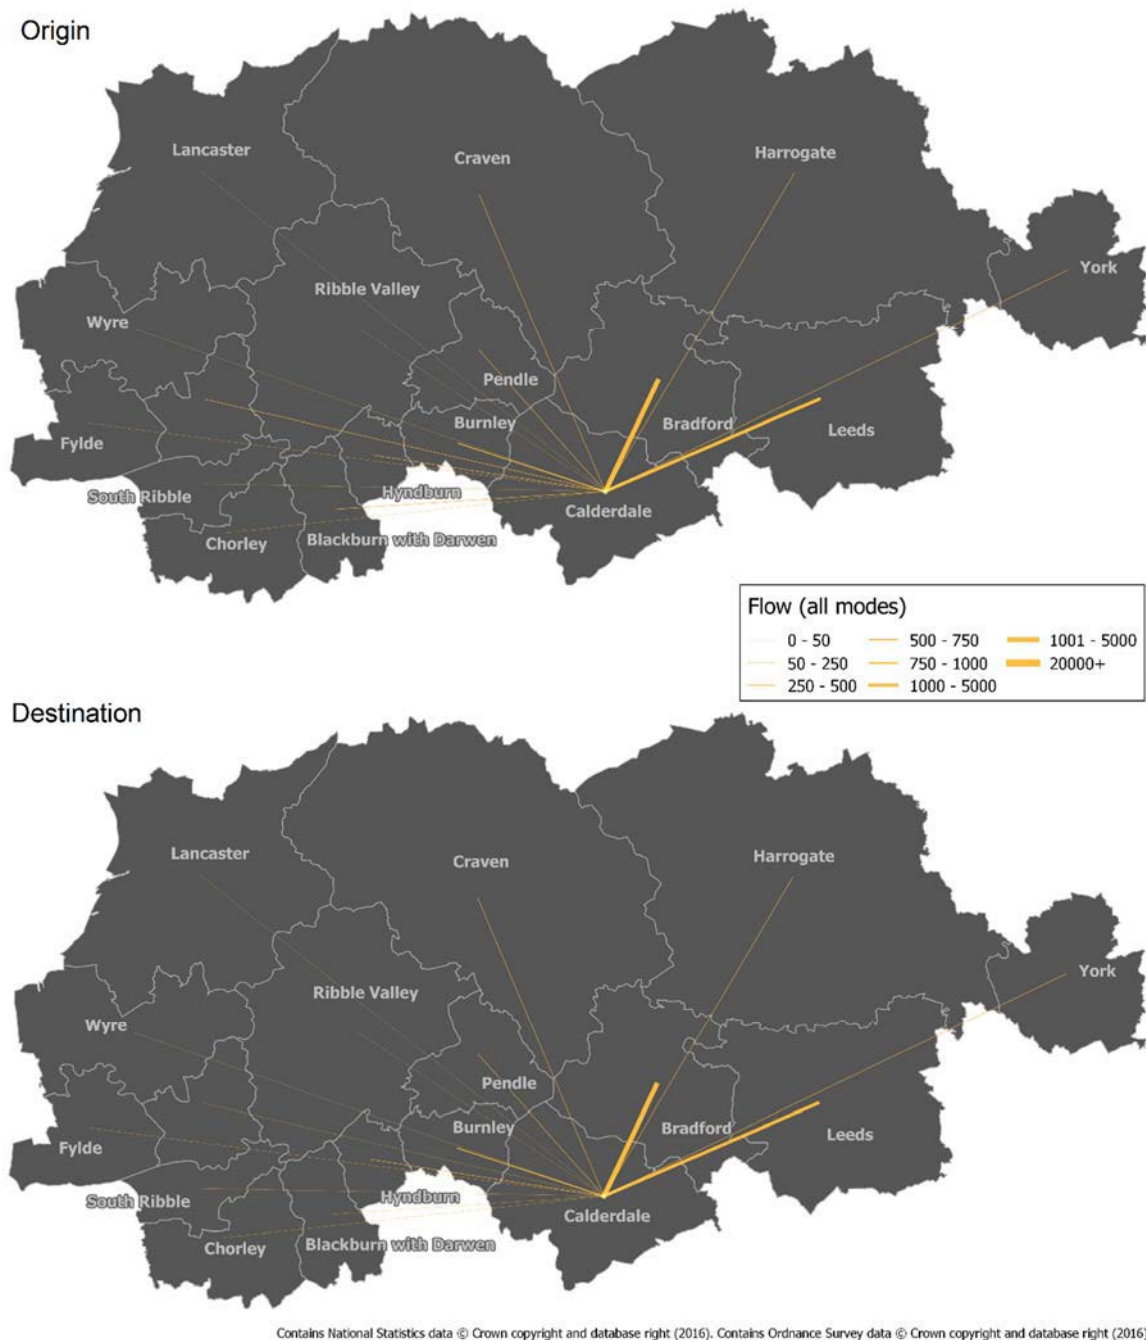 Origin
Lancaster
Craven
Harrogate
York
Ribble Valley
Wyre
Pendle
Burnley
Bradford
Leeds
Fylde
South Ribble
Hyndburn
Calderdale
Chorley
Blackburn with Darwen
Flow (all modes)
0 - 50
50 - 250
250 - 500
500 - 750
750 - 1000
1000 - 5000
1001 - 5000
20000+
Destination
Lancaster
Craven
Harrogate
York
Ribble Valley
Wyre
Pendle
Burnley
Bradford
Leeds
Fylde
South Ribble
Hyndburn
Calderdale
Chorley
Blackburn with Darwen
Contains National Statistics data © Crown copyright and database right (2016). Contains Ordnance Survey data © Crown copyright and database right (2016